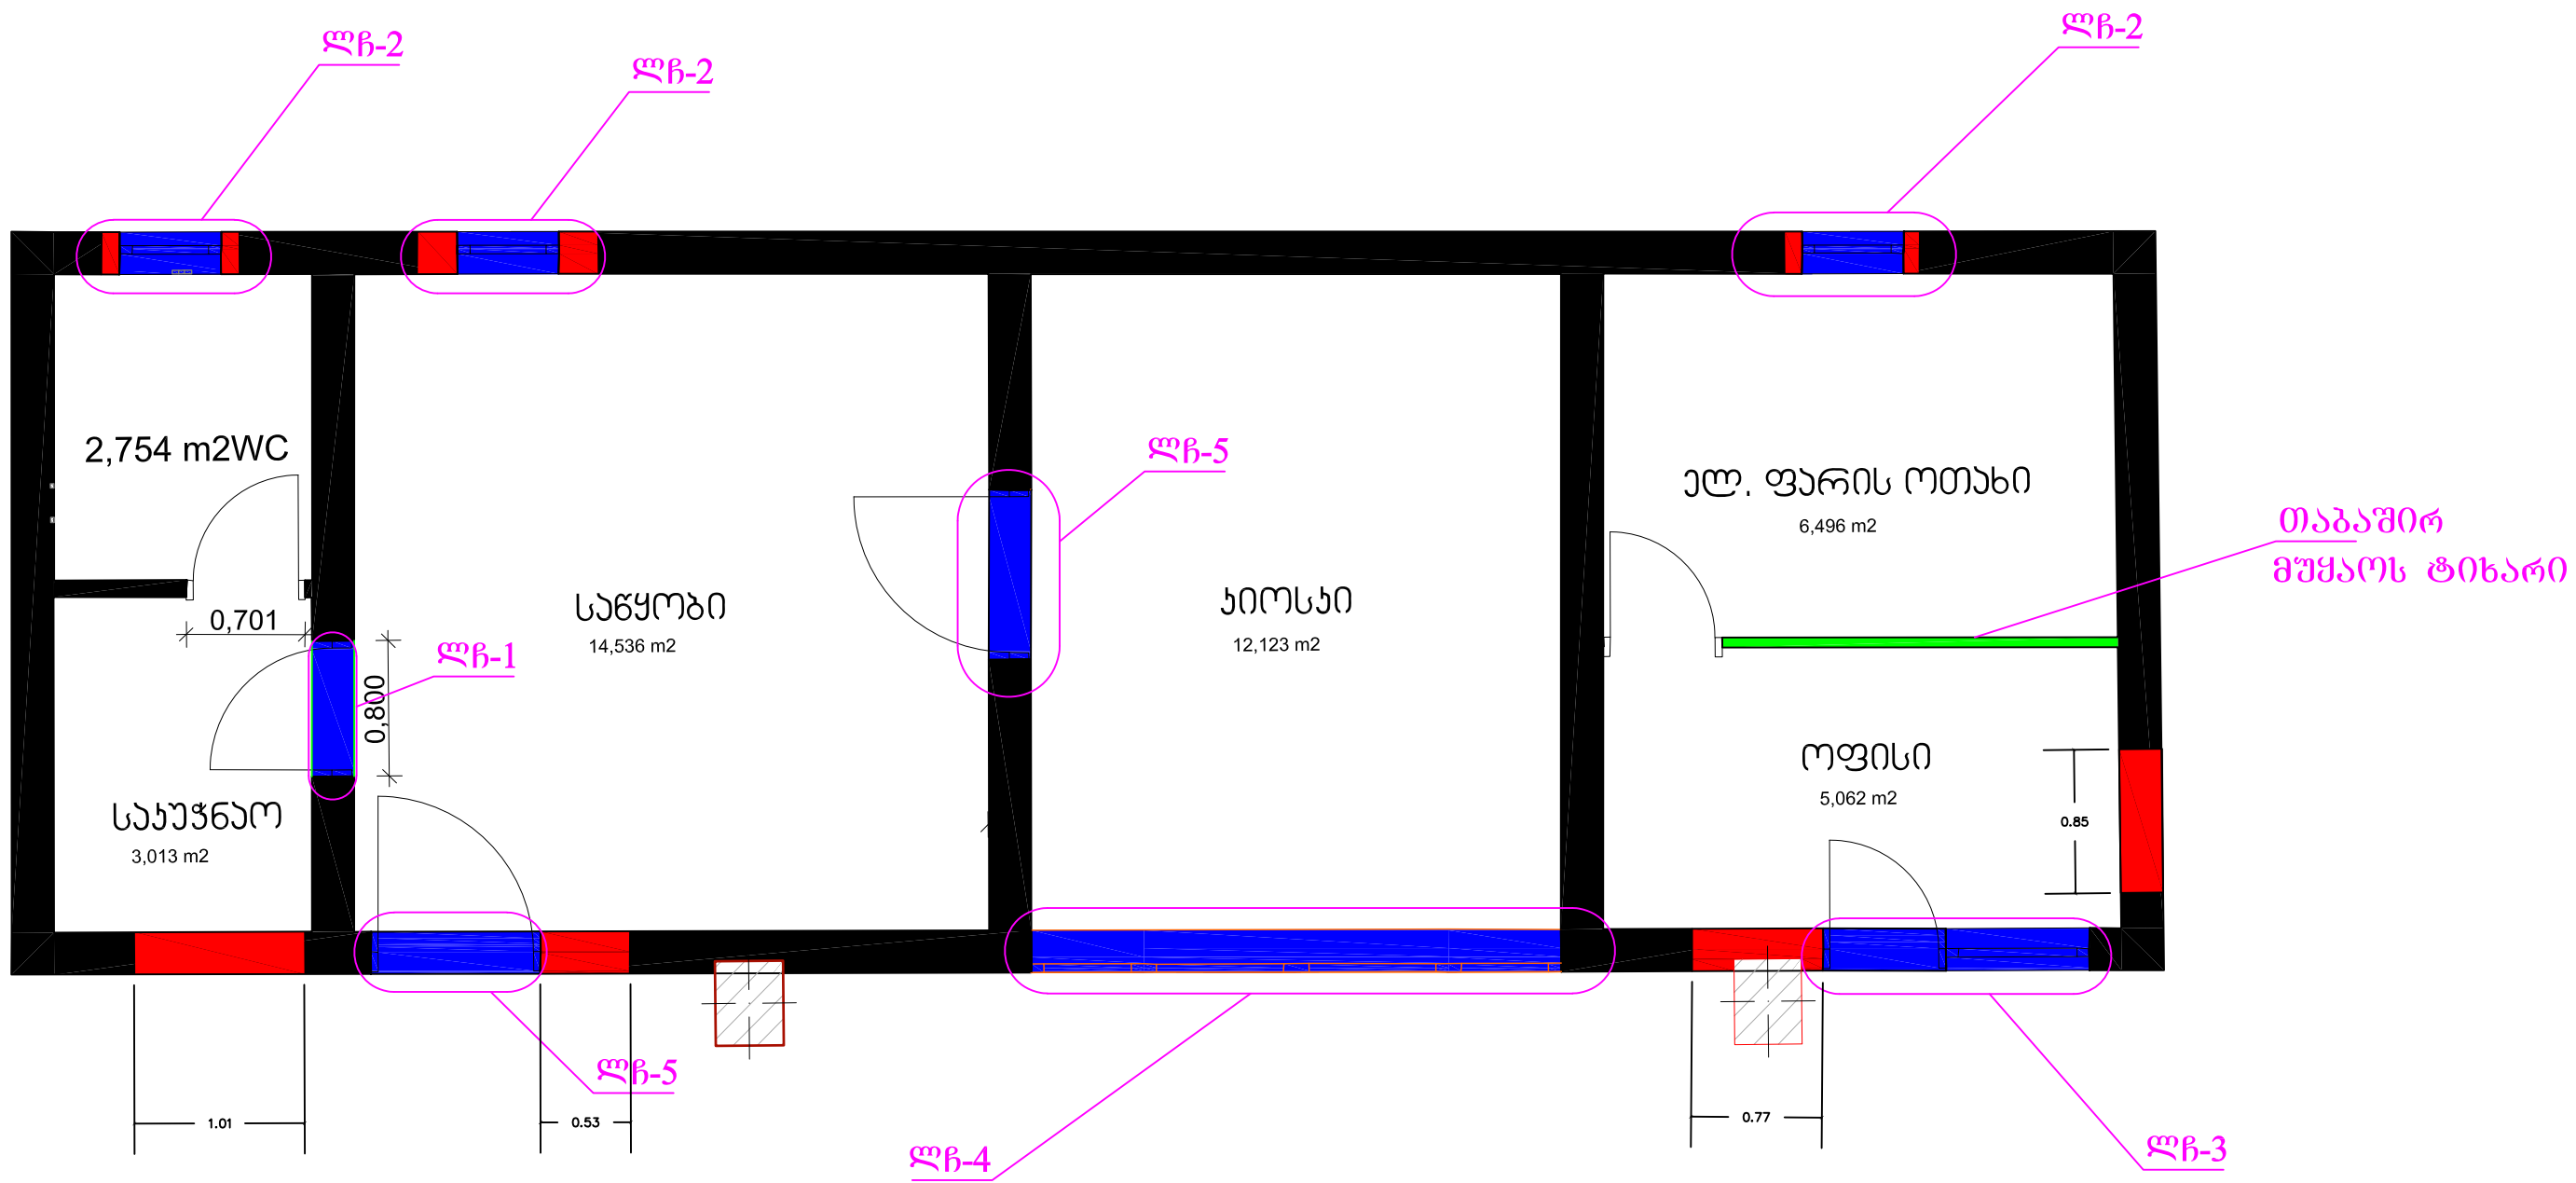 ლჩ-2
ლჩ-2
ლჩ-2
2,754 m2WC
ლჩ-5
ელ. ფარის ოთახი
6,496 m2
თაბაშირ
მუყაოს ტიხარი
0,701
საწყობი
14,536 m2
კიოსკი
12,123 m2
ლჩ-1
0,800
ოფისი
5,062 m2
საკუჭნაო
3,013 m2
0.85
ლჩ-5
1.01
0.53
0.77
ლჩ-4
ლჩ-3